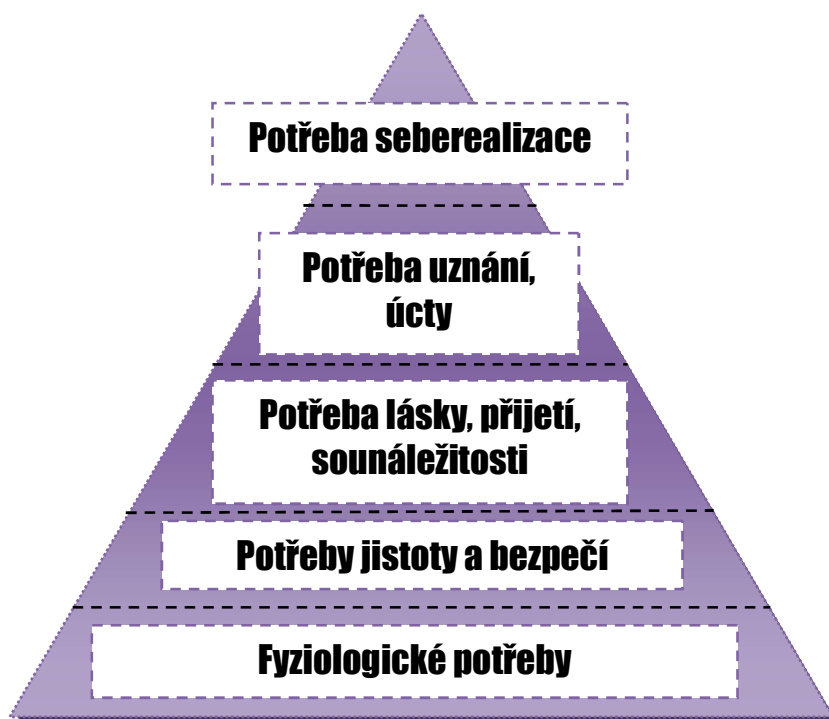 Potřeba seberealizace
Potřeba uznání,
úcty
Potřeba lásky, přijetí,
sounáležitosti
Potřeby jistoty a bezpečí
Fyziologické potřeby